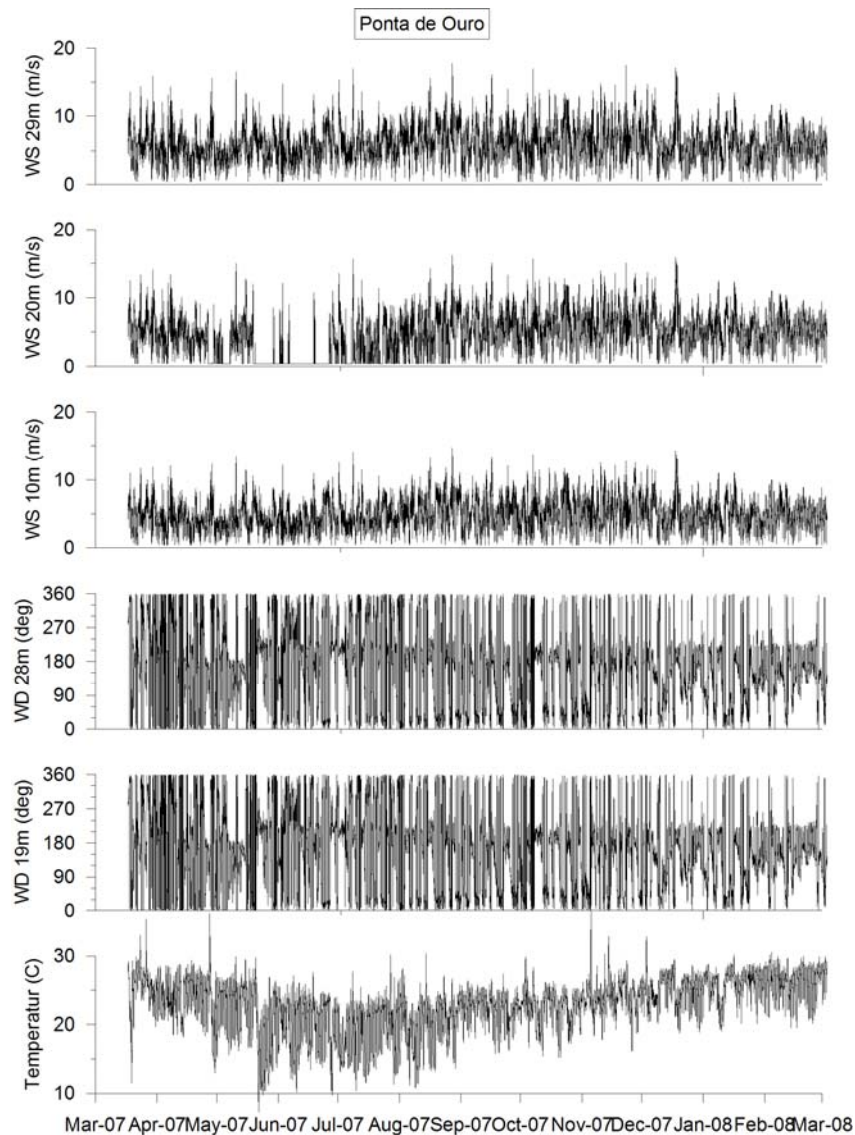 Ponta de Ouro
WS 29m (m/s)
20
10
0
WS 20m (m/s)
20
10
0
WS 10m (m/s)
20
10
0
WD 28m (deg)
360
270
180
90
0
WD 19m (deg)
360
270
180
90
0
Temperatur (C)
30
20
10
Mar-07 Apr-07 May-07 Jun-07 Jul-07 Aug-07 Sep-07 Oct-07 Nov-07 Dec-07 Jan-08 Feb-08 Mar-08